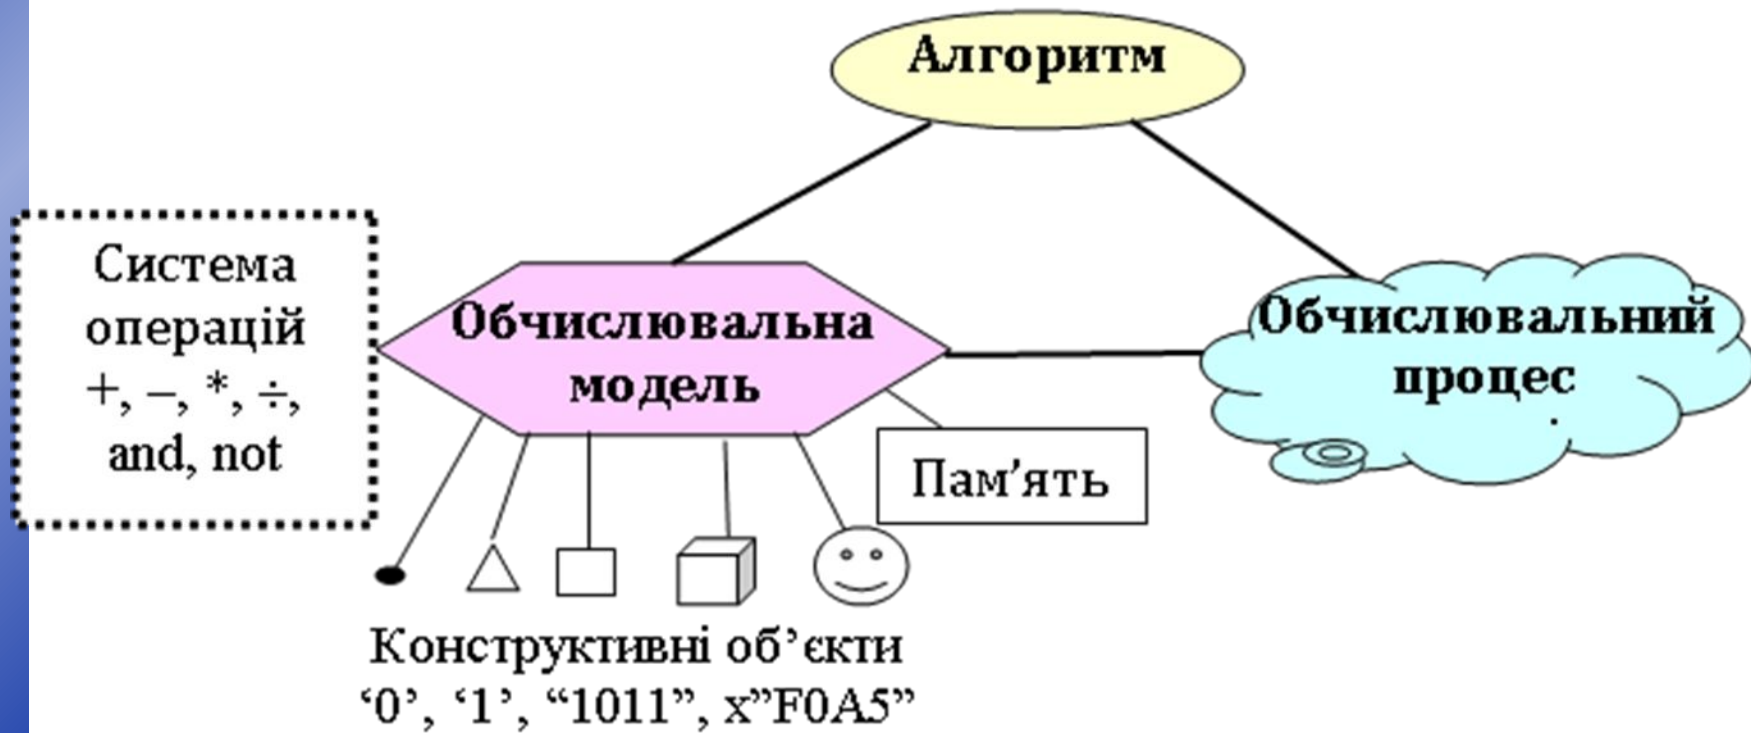 Алгоритм
Система
операцій
+, –, *, ÷,
and, not
Обчислювальна
модель
Обчислювальний
процес
Пам’ять
Конструктивні об’єкти
‘0’, ‘1’, “1011”, x”F0A5”